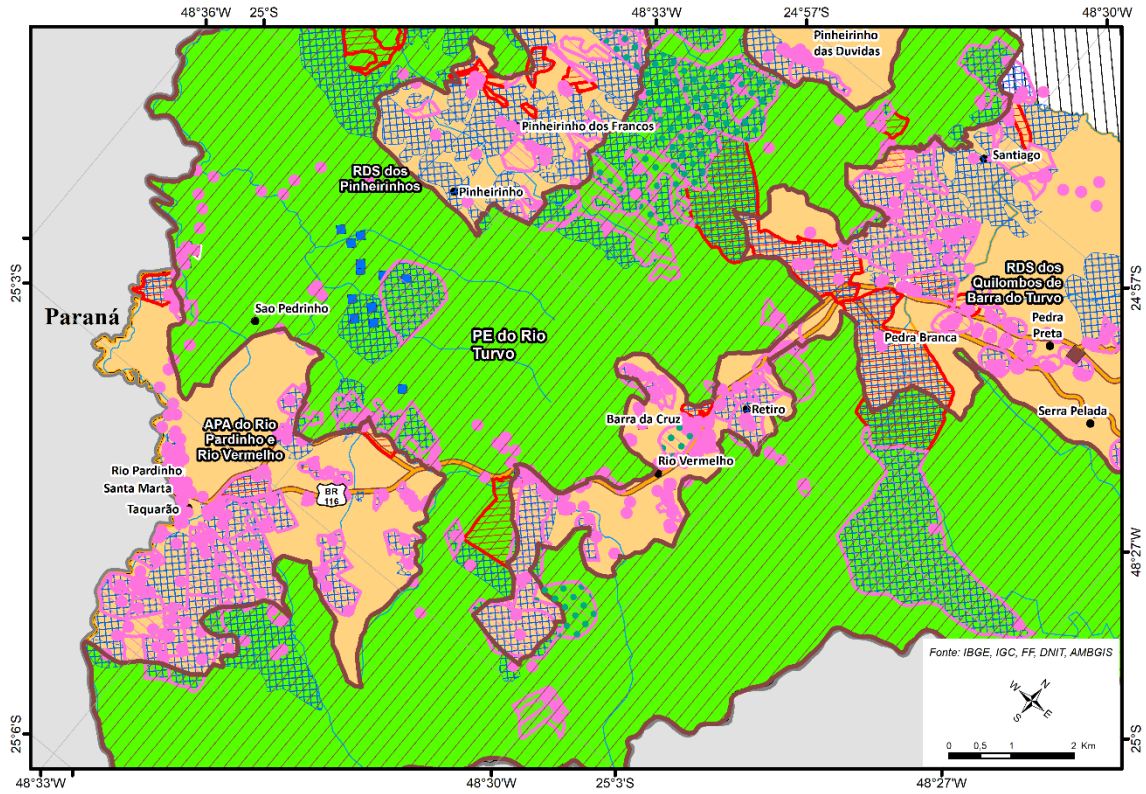 48°36'W
25°S
48°33'W
24°57'S
48°30'W
Pinheirinho
das Duvidas
Pinheirinho dos Francos
Santiago
RDS dos
Pinheirinhos
Pinheirinho
25°3'S
24°57'S
RDS dos
Quilombos de
Barra do Turvo
Sao Pedrinho
Paraná
PE do Rio
Turvo
Pedra
Preta
Pedra Branca
Barra da Cruz
Retiro
Serra Pelada
APA do Rio
Pardinho e
Rio Vermelho
Rio Vermelho
Rio Pardinho
Santa Marta
Taquarão
BR
116
48°27'W
Fonte: IBGE, IGC, FF, DNIT, AMBGIS
N
W
E
S
0 0,5 1 2 Km
25°6'S
25°S
48°33'W
48°30'W
25°3'S
48°27'W